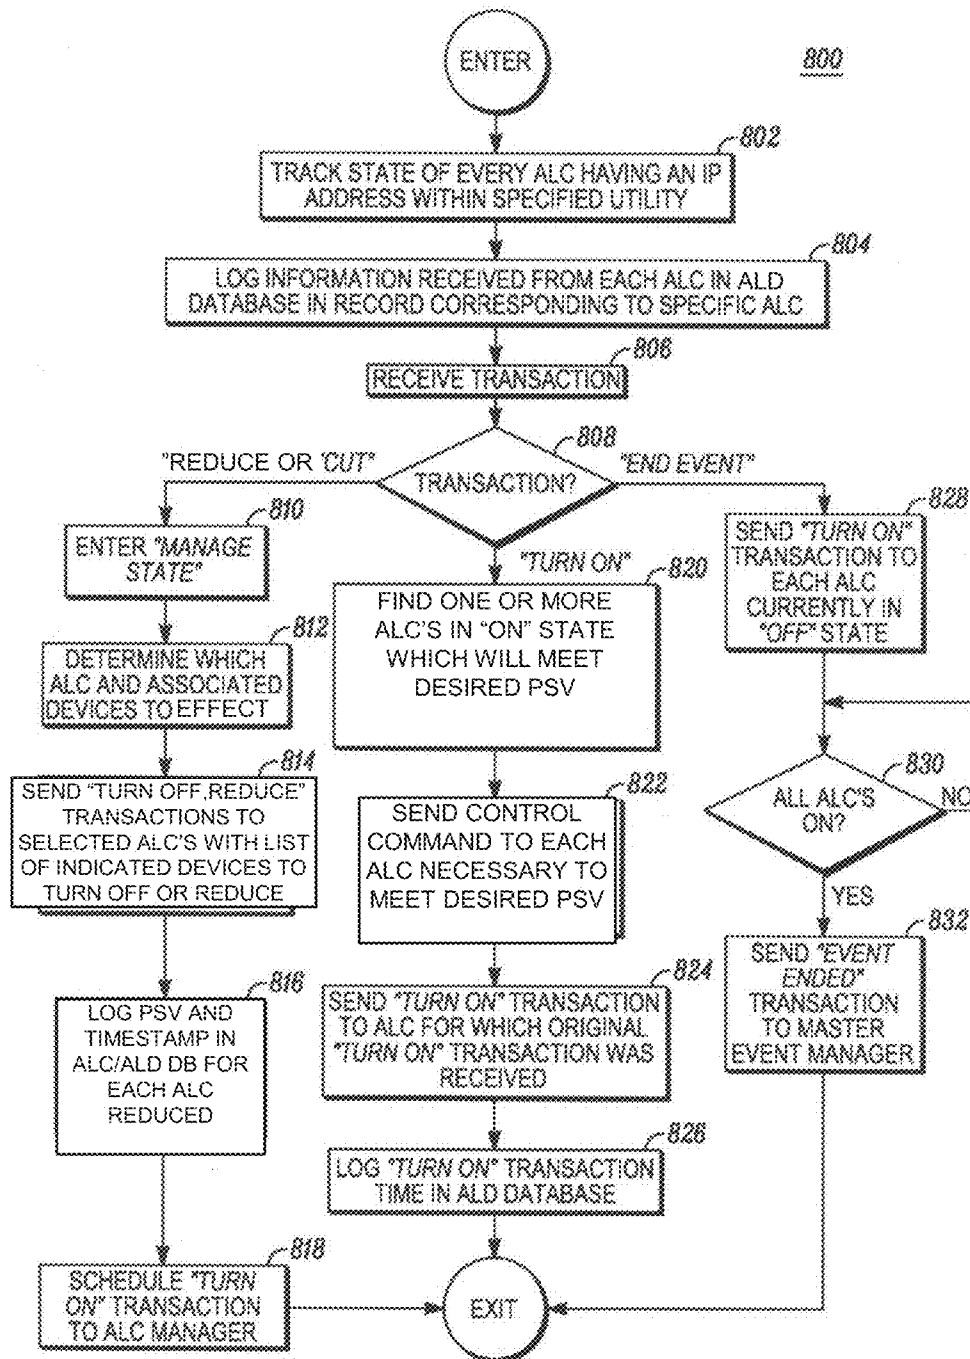 ENTER
800
802
TRACK STATE OF EVERY ALC HAVING AN IP
ADDRESS WITHIN SPECIFIED UTILITY
804
LOG INFORMATION RECEIVED FROM EACH ALC IN ALD
DATABASE IN RECORD CORRESPONDING TO SPECIFIC ALC
806
RECEIVE TRANSACTION
808
TRANSACTION?
"REDUCE OR 'CUT"
"END EVENT"
"TURN ON"
810
ENTER "MANAGE
STATE"
812
DETERMINE WHICH
ALC AND ASSOCIATED
DEVICES TO EFFECT
814
SEND "TURN OFF,REDUCE"
TRANSACTIONS TO
SELECTED ALC'S WITH LIST
OF INDICATED DEVICES TO
TURN OFF OR REDUCE
816
LOG PSV AND
TIMESTAMP IN
ALC/ALD DB FOR
EACH ALC
REDUCED
818
SCHEDULE "TURN
ON" TRANSACTION
TO ALC MANAGER
820
FIND ONE OR MORE
ALC'S IN "ON" STATE
WHICH WILL MEET
DESIRED PSV
822
SEND CONTROL
COMMAND TO EACH
ALC NECESSARY TO
MEET DESIRED PSV
824
SEND "TURN ON" TRANSACTION
TO ALC FOR WHICH ORIGINAL
"TURN ON" TRANSACTION WAS
RECEIVED
826
LOG "TURN ON" TRANSACTION
TIME IN ALD DATABASE
EXIT
828
SEND "TURN ON"
TRANSACTION TO
EACH ALC
CURRENTLY IN
"OFF" STATE
830
ALL ALC'S
ON?
NO
YES
832
SEND "EVENT
ENDED"
TRANSACTION
TO MASTER
EVENT MANAGER